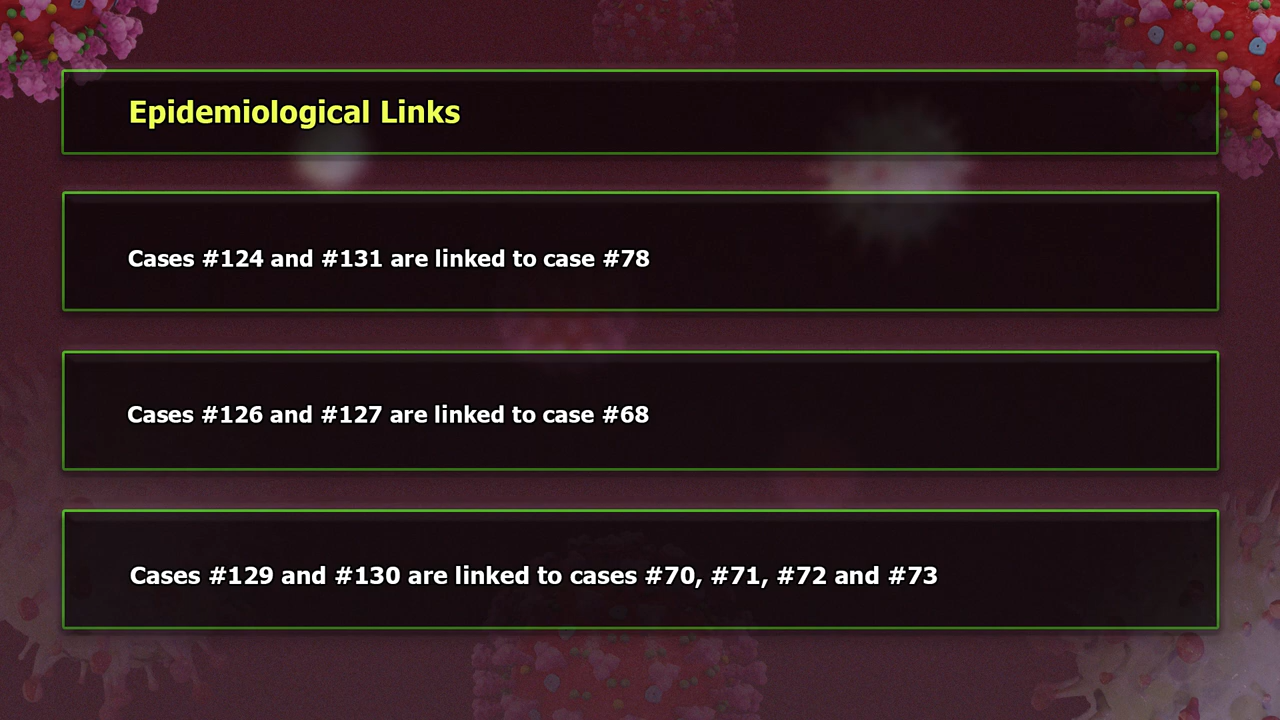 Epidemiological Links
Cases #124 and #131 are linked to case #78
Cases #126 and #127 are linked to case #68
Cases #129 and #130 are linked to cases #70, #71, #72 and #73